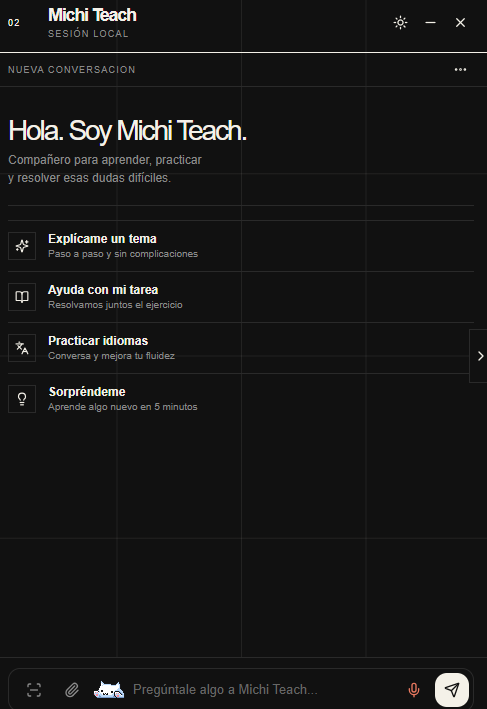 02
Michi Teach
SESIÓN LOCAL
NUEVA CONVERSACION
Hola. Soy Michi Teach.
Compañero para aprender, practicar
y resolver esas dudas difíciles.
Explícame un tema
Paso a paso y sin complicaciones
Ayuda con mi tarea
Resolvamos juntos el ejercicio
Practicar idiomas
Conversa y mejora tu fluidez
Sorpréndeme
Aprende algo nuevo en 5 minutos
Pregúntale algo a Michi Teach...